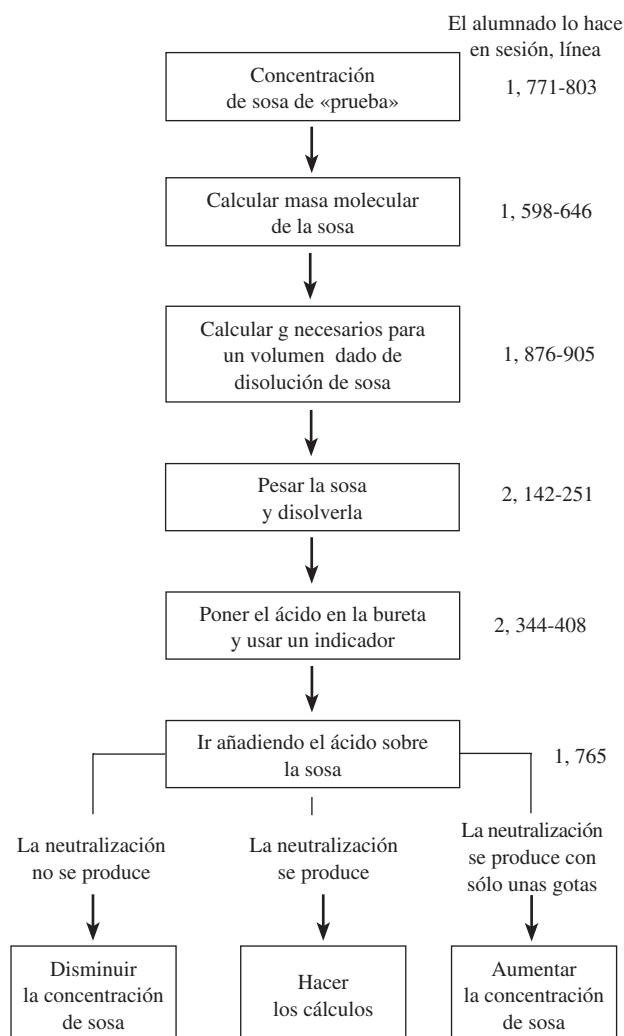 El alumnado lo hace
en sesión, línea
Concentración
de sosa de «prueba»
1, 771-803
Calcular masa molecular
de la sosa
1, 598-646
Calcular g necesarios para
un volumen dado de
disolución de sosa
1, 876-905
Pesar la sosa
y disolverla
2, 142-251
Poner el ácido en la bureta
y usar un indicador
2, 344-408
Ir añadiendo el ácido sobre
la sosa
1, 765
La neutralización
no se produce
La neutralización
se produce
La neutralización
se produce con
sólo unas gotas
Disminuir
la concentración
de sosa
Hacer
los cálculos
Aumentar
la concentración
de sosa